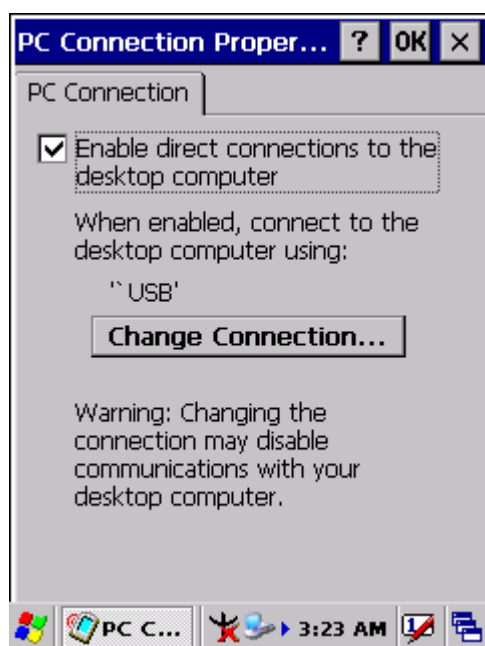 PC Connection Proper... ? OK ×
PC Connection
Enable direct connections to the
desktop computer
When enabled, connect to the
desktop computer using:
'`USB'
Change Connection...
Warning: Changing the
connection may disable
communications with your
desktop computer.
PC C... 3:23 AM